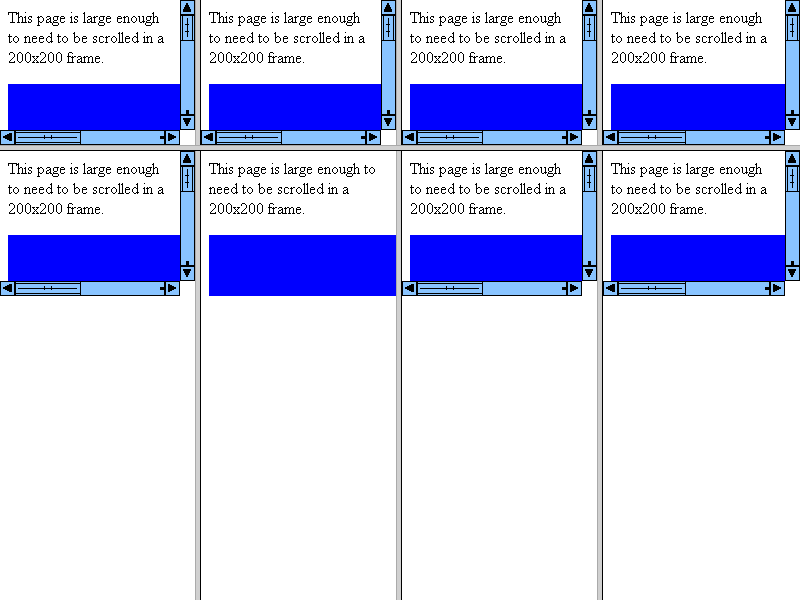 This page is large enough
to need to be scrolled in a
200x200 frame.
This page is large enough
to need to be scrolled in a
200x200 frame.
This page is large enough
to need to be scrolled in a
200x200 frame.
This page is large enough
to need to be scrolled in a
200x200 frame.
This page is large enough
to need to be scrolled in a
200x200 frame.
This page is large enough to
need to be scrolled in a
200x200 frame.
This page is large enough
to need to be scrolled in a
200x200 frame.
This page is large enough
to need to be scrolled in a
200x200 frame.